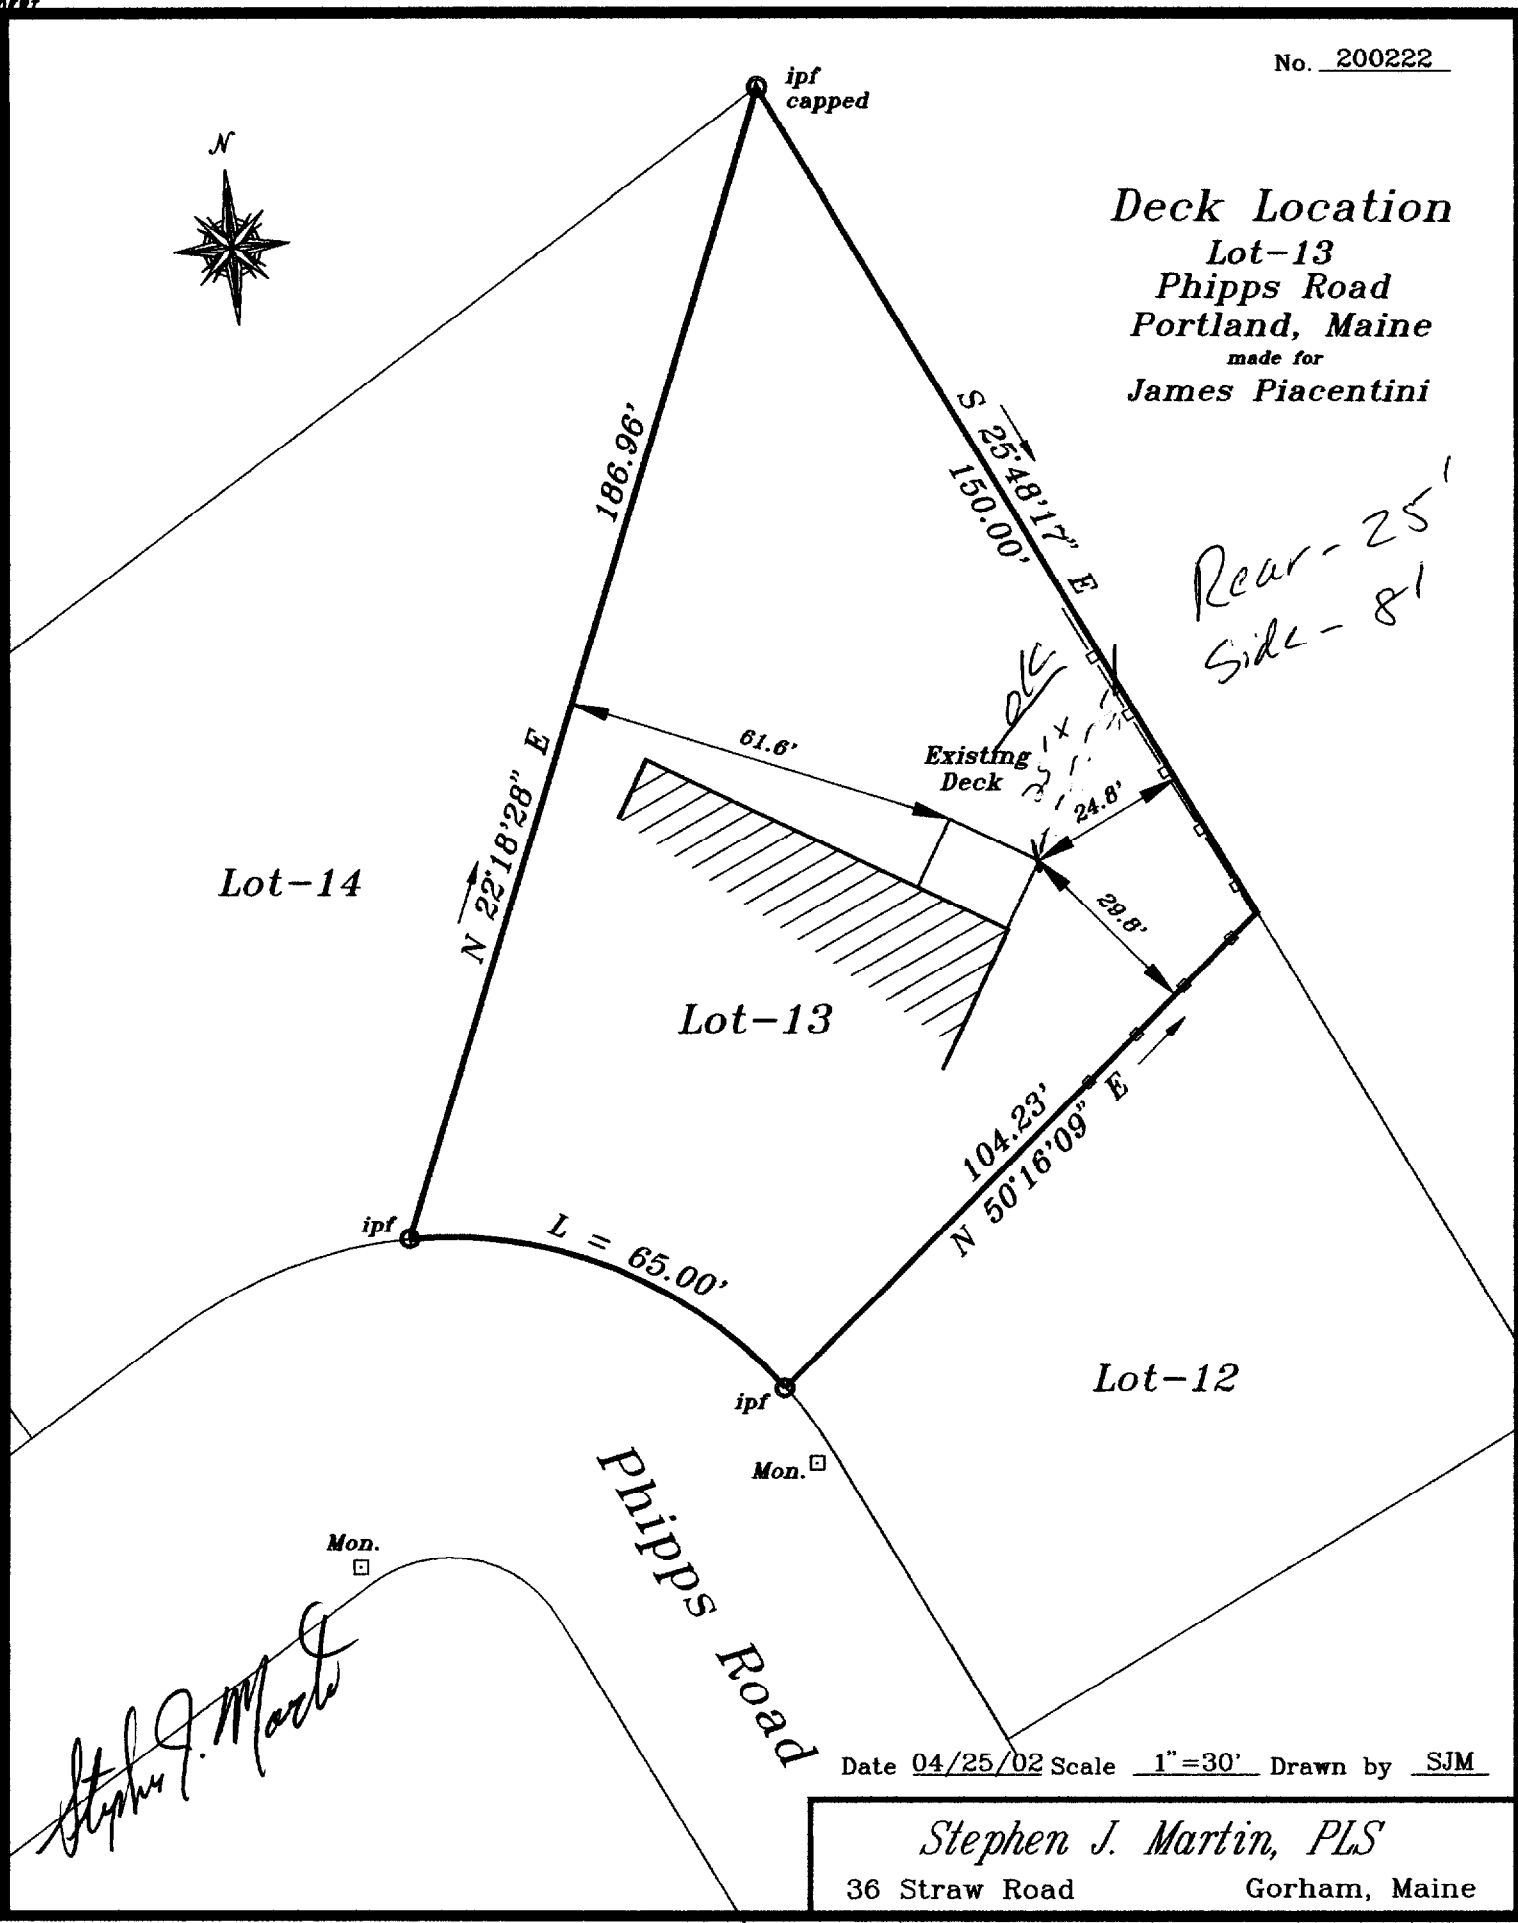 No. 200222
ipf
capped
N
Deck Location
Lot-13
Phipps Road
Portland, Maine
made for
James Piacentini
186.96'
S 25°48'17" E
150.00'
Rear - 25'
Side - 8'
ok
61.6'
Existing
Deck
24.8'
29.8'
N 22°18'28" E
Lot-14
Lot-13
104.23'
N 50°16'09" E
ipf
L = 65.00'
ipf
Lot-12
Mon.
Mon.
Phipps Road
Stephen J. Martin
Date 04/25/02 Scale 1"=30' Drawn by SJM
Stephen J. Martin, PLS
36 Straw Road Gorham, Maine